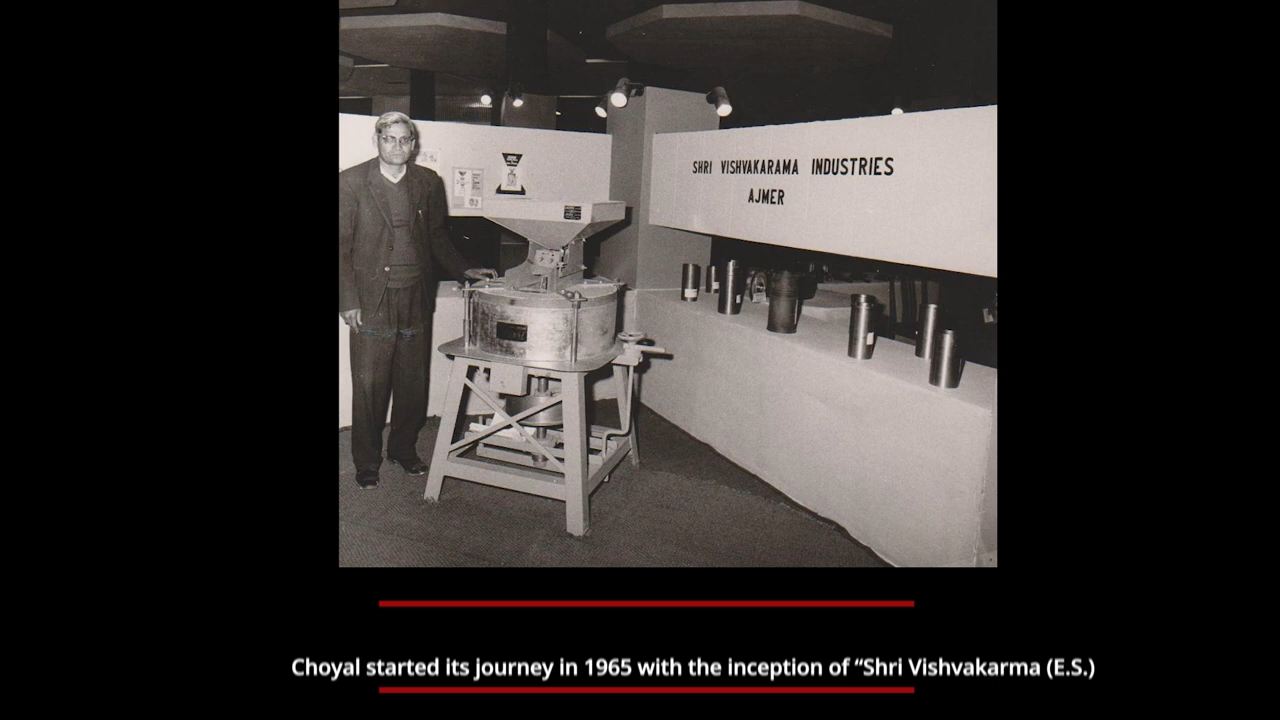 SHRI VISHVAKARAMA INDUSTRIES
AJMER
Choyal started its journey in 1965 with the inception of “Shri Vishvakarma (E.S.)